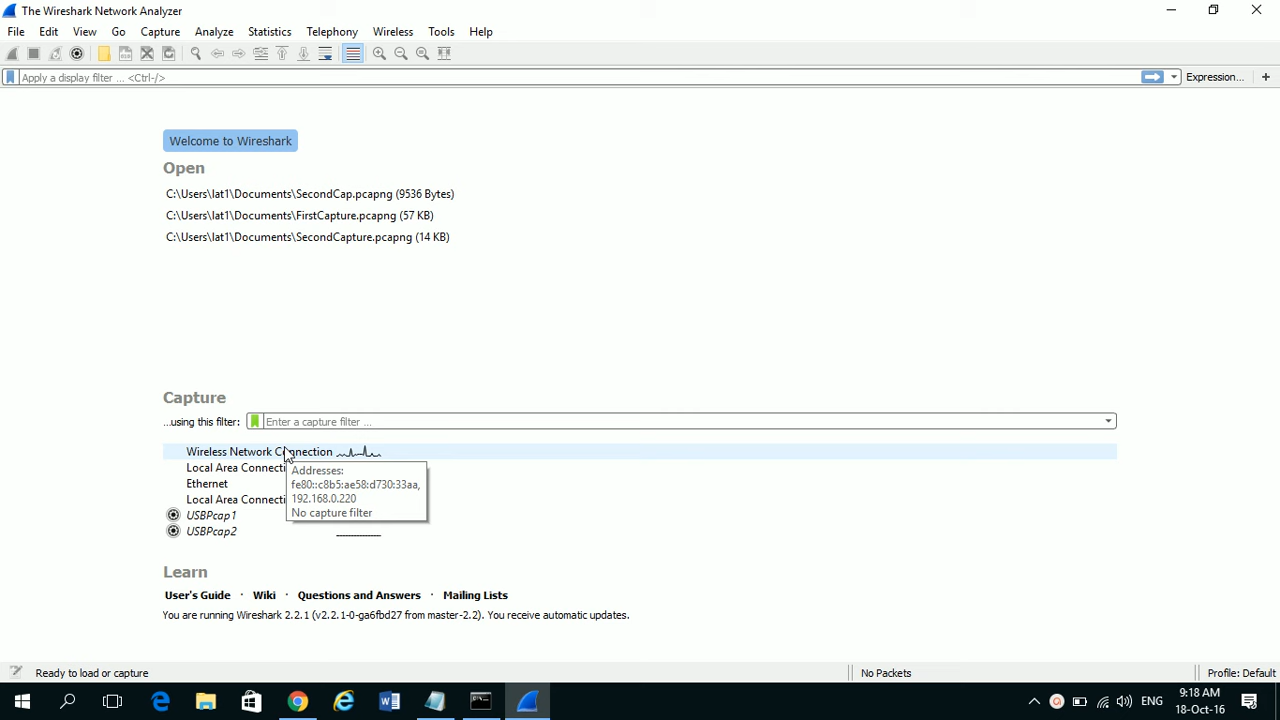 The Wireshark Network Analyzer
File Edit View Go Capture Analyze Statistics Telephony Wireless Tools Help
Apply a display filter ... <Ctrl-/> Expression... +
Welcome to Wireshark
Open
C:\Users\lat1\Documents\SecondCap.pcapng (9536 Bytes)
C:\Users\lat1\Documents\FirstCapture.pcapng (57 KB)
C:\Users\lat1\Documents\SecondCapture.pcapng (14 KB)
Capture
...using this filter: Enter a capture filter ...
Wireless Network Connection
Local Area Connecti
Ethernet
Local Area Connecti
USBPcap1
USBPcap2
Addresses:
fe80::c8b5:ae58:d730:33aa,
192.168.0.220
No capture filter
Learn
User's Guide · Wiki · Questions and Answers · Mailing Lists
You are running Wireshark 2.2.1 (v2.2.1-0-ga6fbd27 from master-2.2). You receive automatic updates.
Ready to load or capture No Packets Profile: Default
ENG
9:18 AM
18-Oct-16